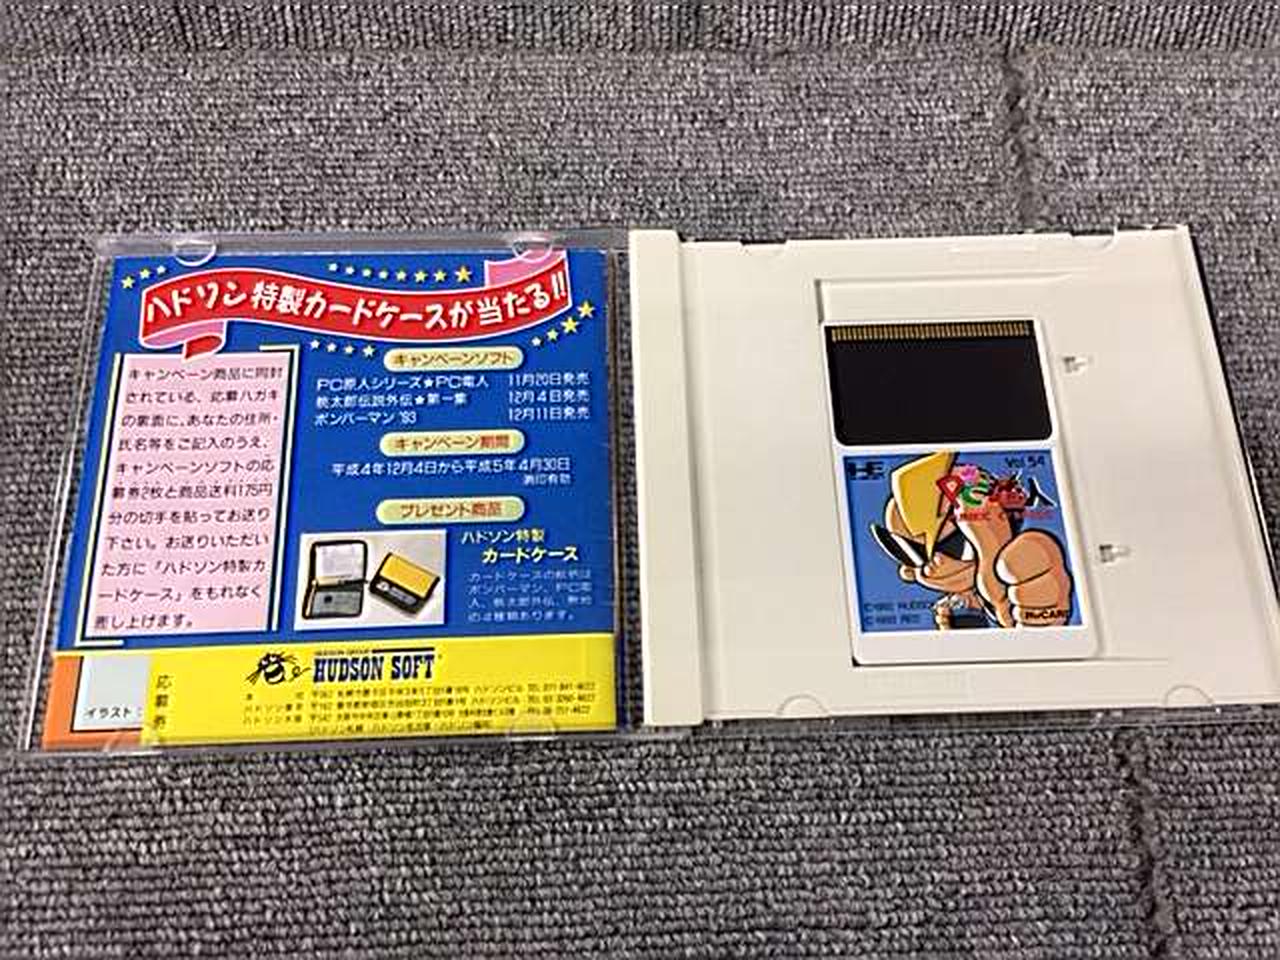 ハドソン特製カードケースが当たる!!
キャンペーン商品に同封
されている、応募ハガキ
の裏面に、あなたの住所・
氏名等をご記入のうえ、
キャンペーンソフトの応
募券2枚と商品送料175円
分の切手を貼ってお送り
下さい。お送りいただい
た方に「ハドソン特製カ
ードケース」をもれなく
差し上げます。
キャンペーンソフト
PC原人シリーズ★PC電人 11月20日発売
桃太郎伝説外伝★第一集 12月4日発売
ボンバーマン'93 12月11日発売
キャンペーン期間
平成4年12月4日から平成5年4月30日
消印有効
プレゼント商品
ハドソン特製
カードケース
カードケースの絵柄は
ボンバーマン、PC電
人、桃太郎外伝、無地
の4種類あります。
イラスト:
応募券
HUDSON GROUP
HUDSON SOFT
Vol 54
HuCARD